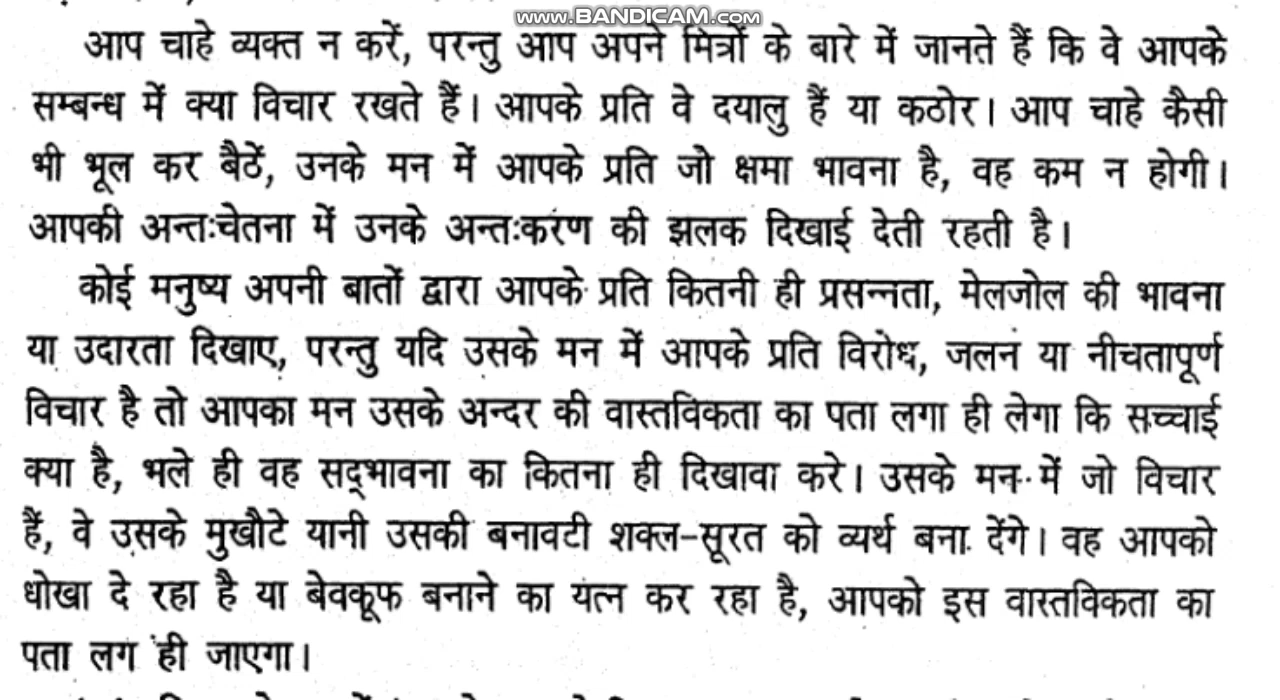 www.BANDICAM.com
आप चाहे व्यक्त न करें, परन्तु आप अपने मित्रों के बारे में जानते हैं कि वे आपके
सम्बन्ध में क्या विचार रखते हैं। आपके प्रति वे दयालु हैं या कठोर। आप चाहे कैसी
भी भूल कर बैठें, उनके मन में आपके प्रति जो क्षमा भावना है, वह कम न होगी।
आपकी अन्तःचेतना में उनके अन्तःकरण की झलक दिखाई देती रहती है।
कोई मनुष्य अपनी बातों द्वारा आपके प्रति कितनी ही प्रसन्नता, मेलजोल की भावना
या उदारता दिखाए, परन्तु यदि उसके मन में आपके प्रति विरोध, जलन या नीचतापूर्ण
विचार है तो आपका मन उसके अन्दर की वास्तविकता का पता लगा ही लेगा कि सच्चाई
क्या है, भले ही वह सद्‌भावना का कितना ही दिखावा करे। उसके मन में जो विचार
हैं, वे उसके मुखौटे यानी उसकी बनावटी शक्ल-सूरत को व्यर्थ बना देंगे। वह आपको
धोखा दे रहा है या बेवकूफ बनाने का यत्न कर रहा है, आपको इस वास्तविकता का
पता लग ही जाएगा।